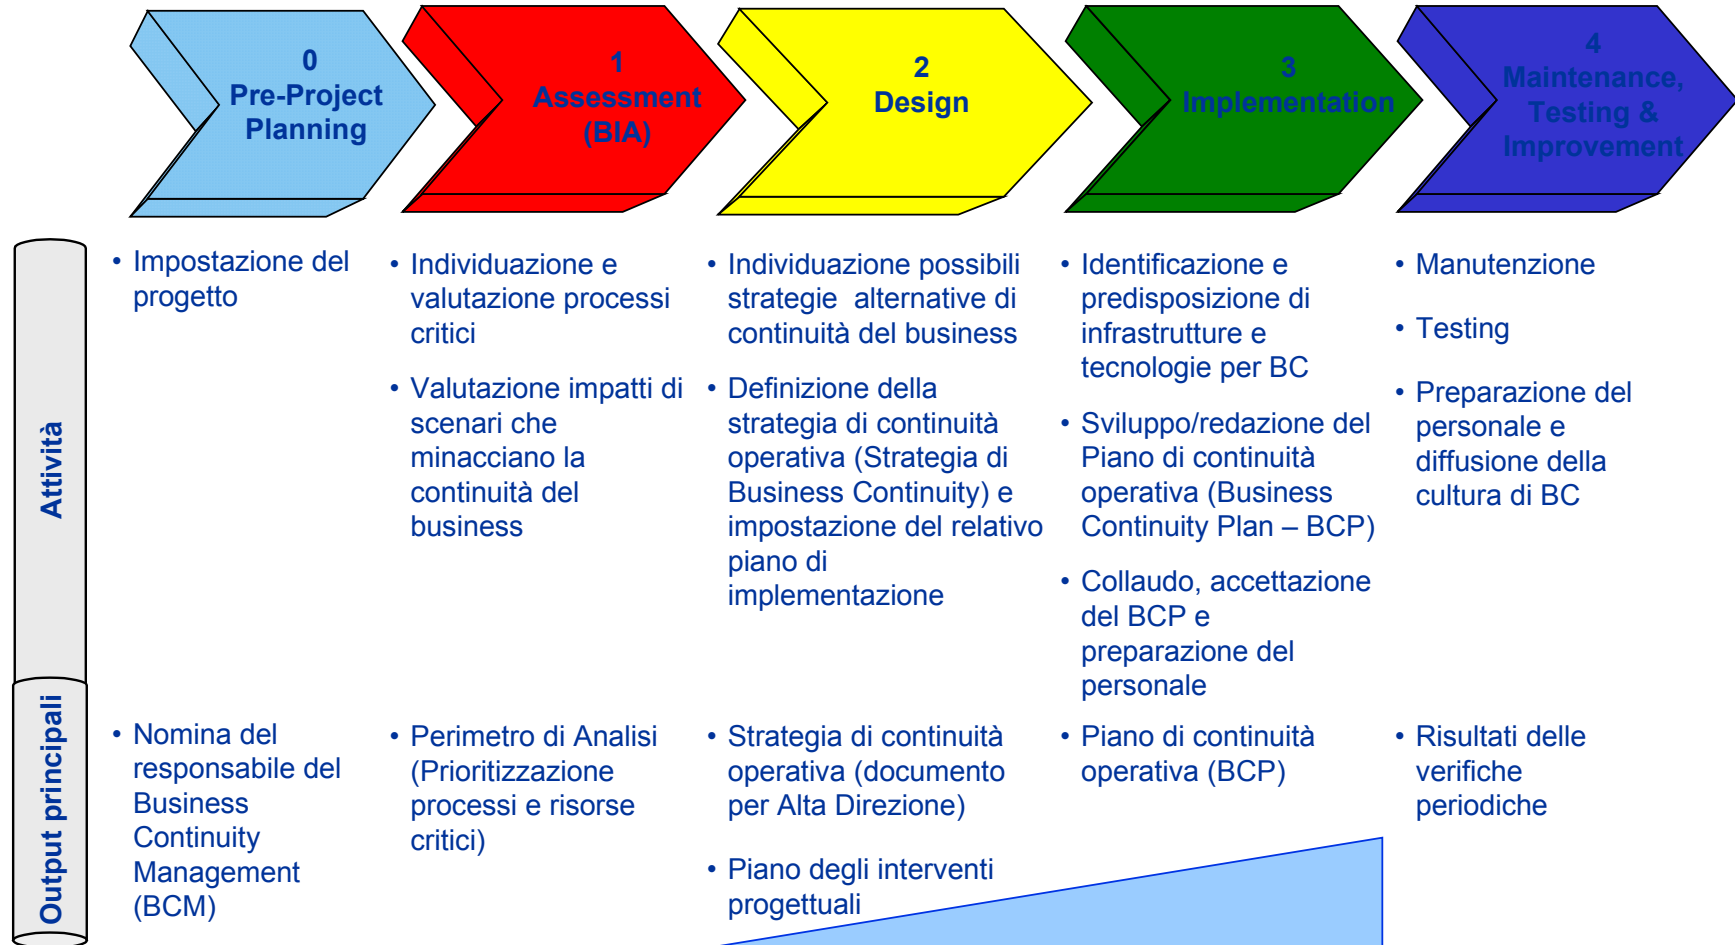 0
Pre-Project
Planning
1
Assessment
(BIA)
2
Design
3
Implementation
4
Maintenance,
Testing &
Improvement
Attività
• Impostazione del
progetto
• Individuazione e
valutazione processi
critici
• Valutazione impatti di
scenari che
minacciano la
continuità del
business
• Individuazione possibili
strategie  alternative di
continuità del business
• Definizione della
strategia di continuità
operativa (Strategia di
Business Continuity) e
impostazione del relativo
piano di
implementazione
• Identificazione e
predisposizione di
infrastrutture e
tecnologie per BC
• Sviluppo/redazione del
Piano di continuità
operativa (Business
Continuity Plan – BCP)
• Collaudo, accettazione
del BCP e
preparazione del
personale
• Manutenzione
• Testing
• Preparazione del
personale e
diffusione della
cultura di BC
Output principali
• Nomina del
responsabile del
Business
Continuity
Management
(BCM)
• Perimetro di Analisi
(Prioritizzazione
processi e risorse
critici)
• Strategia di continuità
operativa (documento
per Alta Direzione)
• Piano degli interventi
progettuali
• Piano di continuità
operativa (BCP)
• Risultati delle
verifiche
periodiche